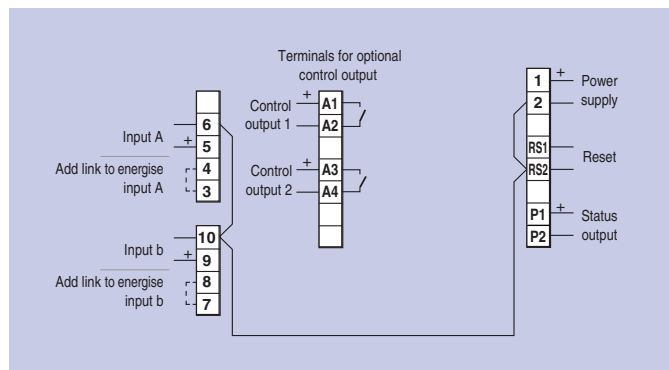 Terminals for optional
control output
6
Input A
+
5
Add link to energise
input A
4
3
10
Input b
+
9
Add link to energise
input b
8
7
Control
output 1
+
A1
A2
Control
output 2
+
A3
A4
1
+
Power
supply
2
RS1
Reset
RS2
P1
+
Status
output
P2